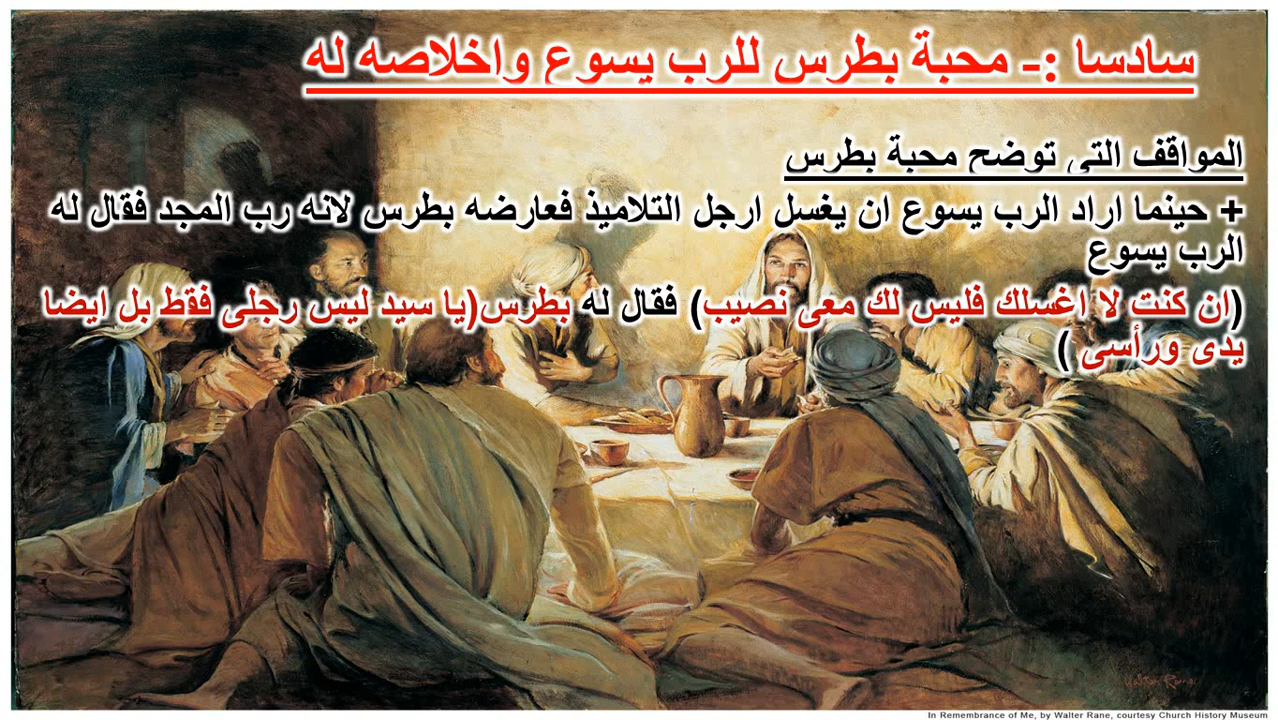 سادسا :- محبة بطرس للرب يسوع واخلاصه له
المواقف التى توضح محبة بطرس
+ حينما اراد الرب يسوع ان يغسل ارجل التلاميذ فعارضه بطرس لانه رب المجد فقال له
الرب يسوع
(ان كنت لا اغسلك فليس لك معى نصيب) فقال له بطرس(يا سيد ليس رجلى فقط بل ايضا
يدى ورأسى )
In Remembrance of Me, by Walter Rane, courtesy Church History Museum